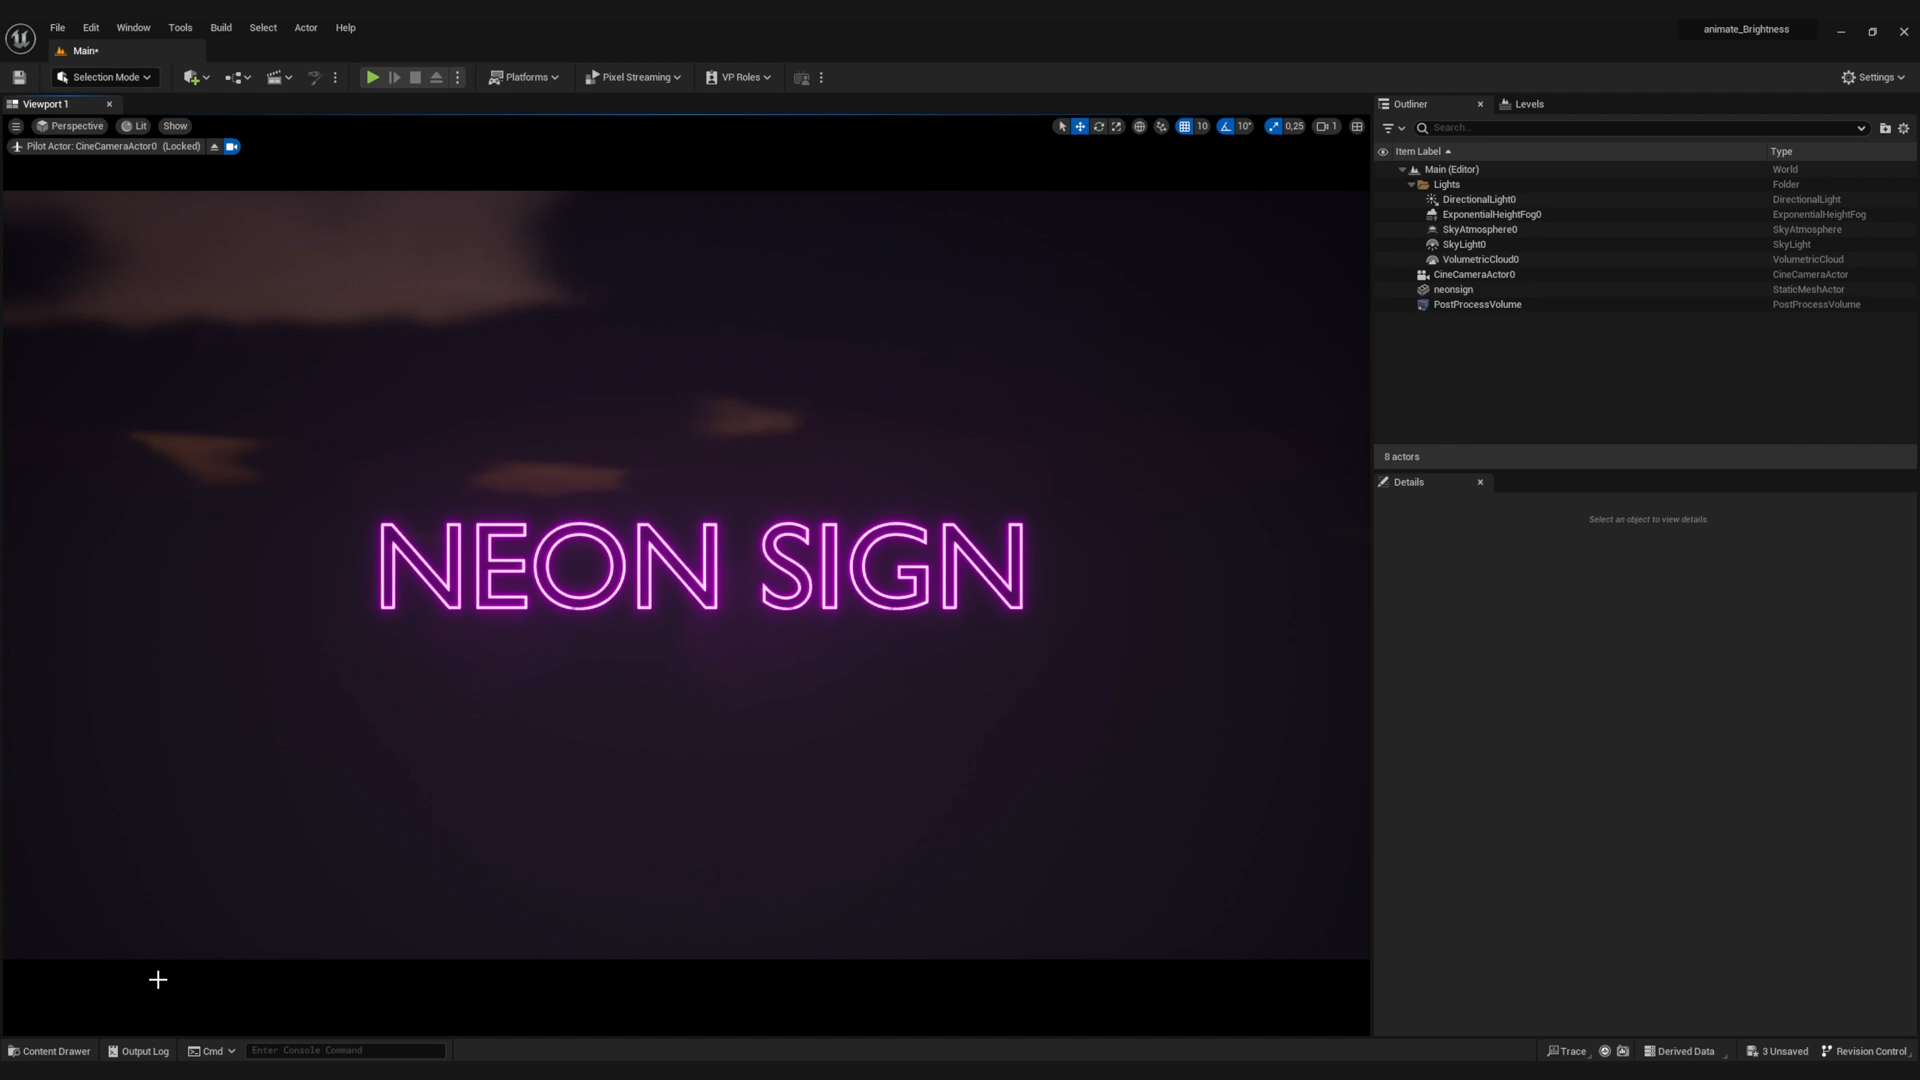 File Edit Window Tools Build Select Actor Help
animate_Brightness
Main*
Selection Mode Platforms Pixel Streaming VP Roles Settings
Viewport 1
Outliner Levels
Perspective Lit Show 10 10° 0,25 1
Search...
Pilot Actor: CineCameraActor0 (Locked)
Item Label Type
Main (Editor) World
Lights Folder
DirectionalLight0 DirectionalLight
ExponentialHeightFog0 ExponentialHeightFog
SkyAtmosphere0 SkyAtmosphere
SkyLight0 SkyLight
VolumetricCloud0 VolumetricCloud
CineCameraActor0 CineCameraActor
neonsign StaticMeshActor
PostProcessVolume PostProcessVolume
8 actors
Details
Select an object to view details.
NEON SIGN
Content Drawer Output Log Cmd Enter Console Command Trace Derived Data 3 Unsaved Revision Control